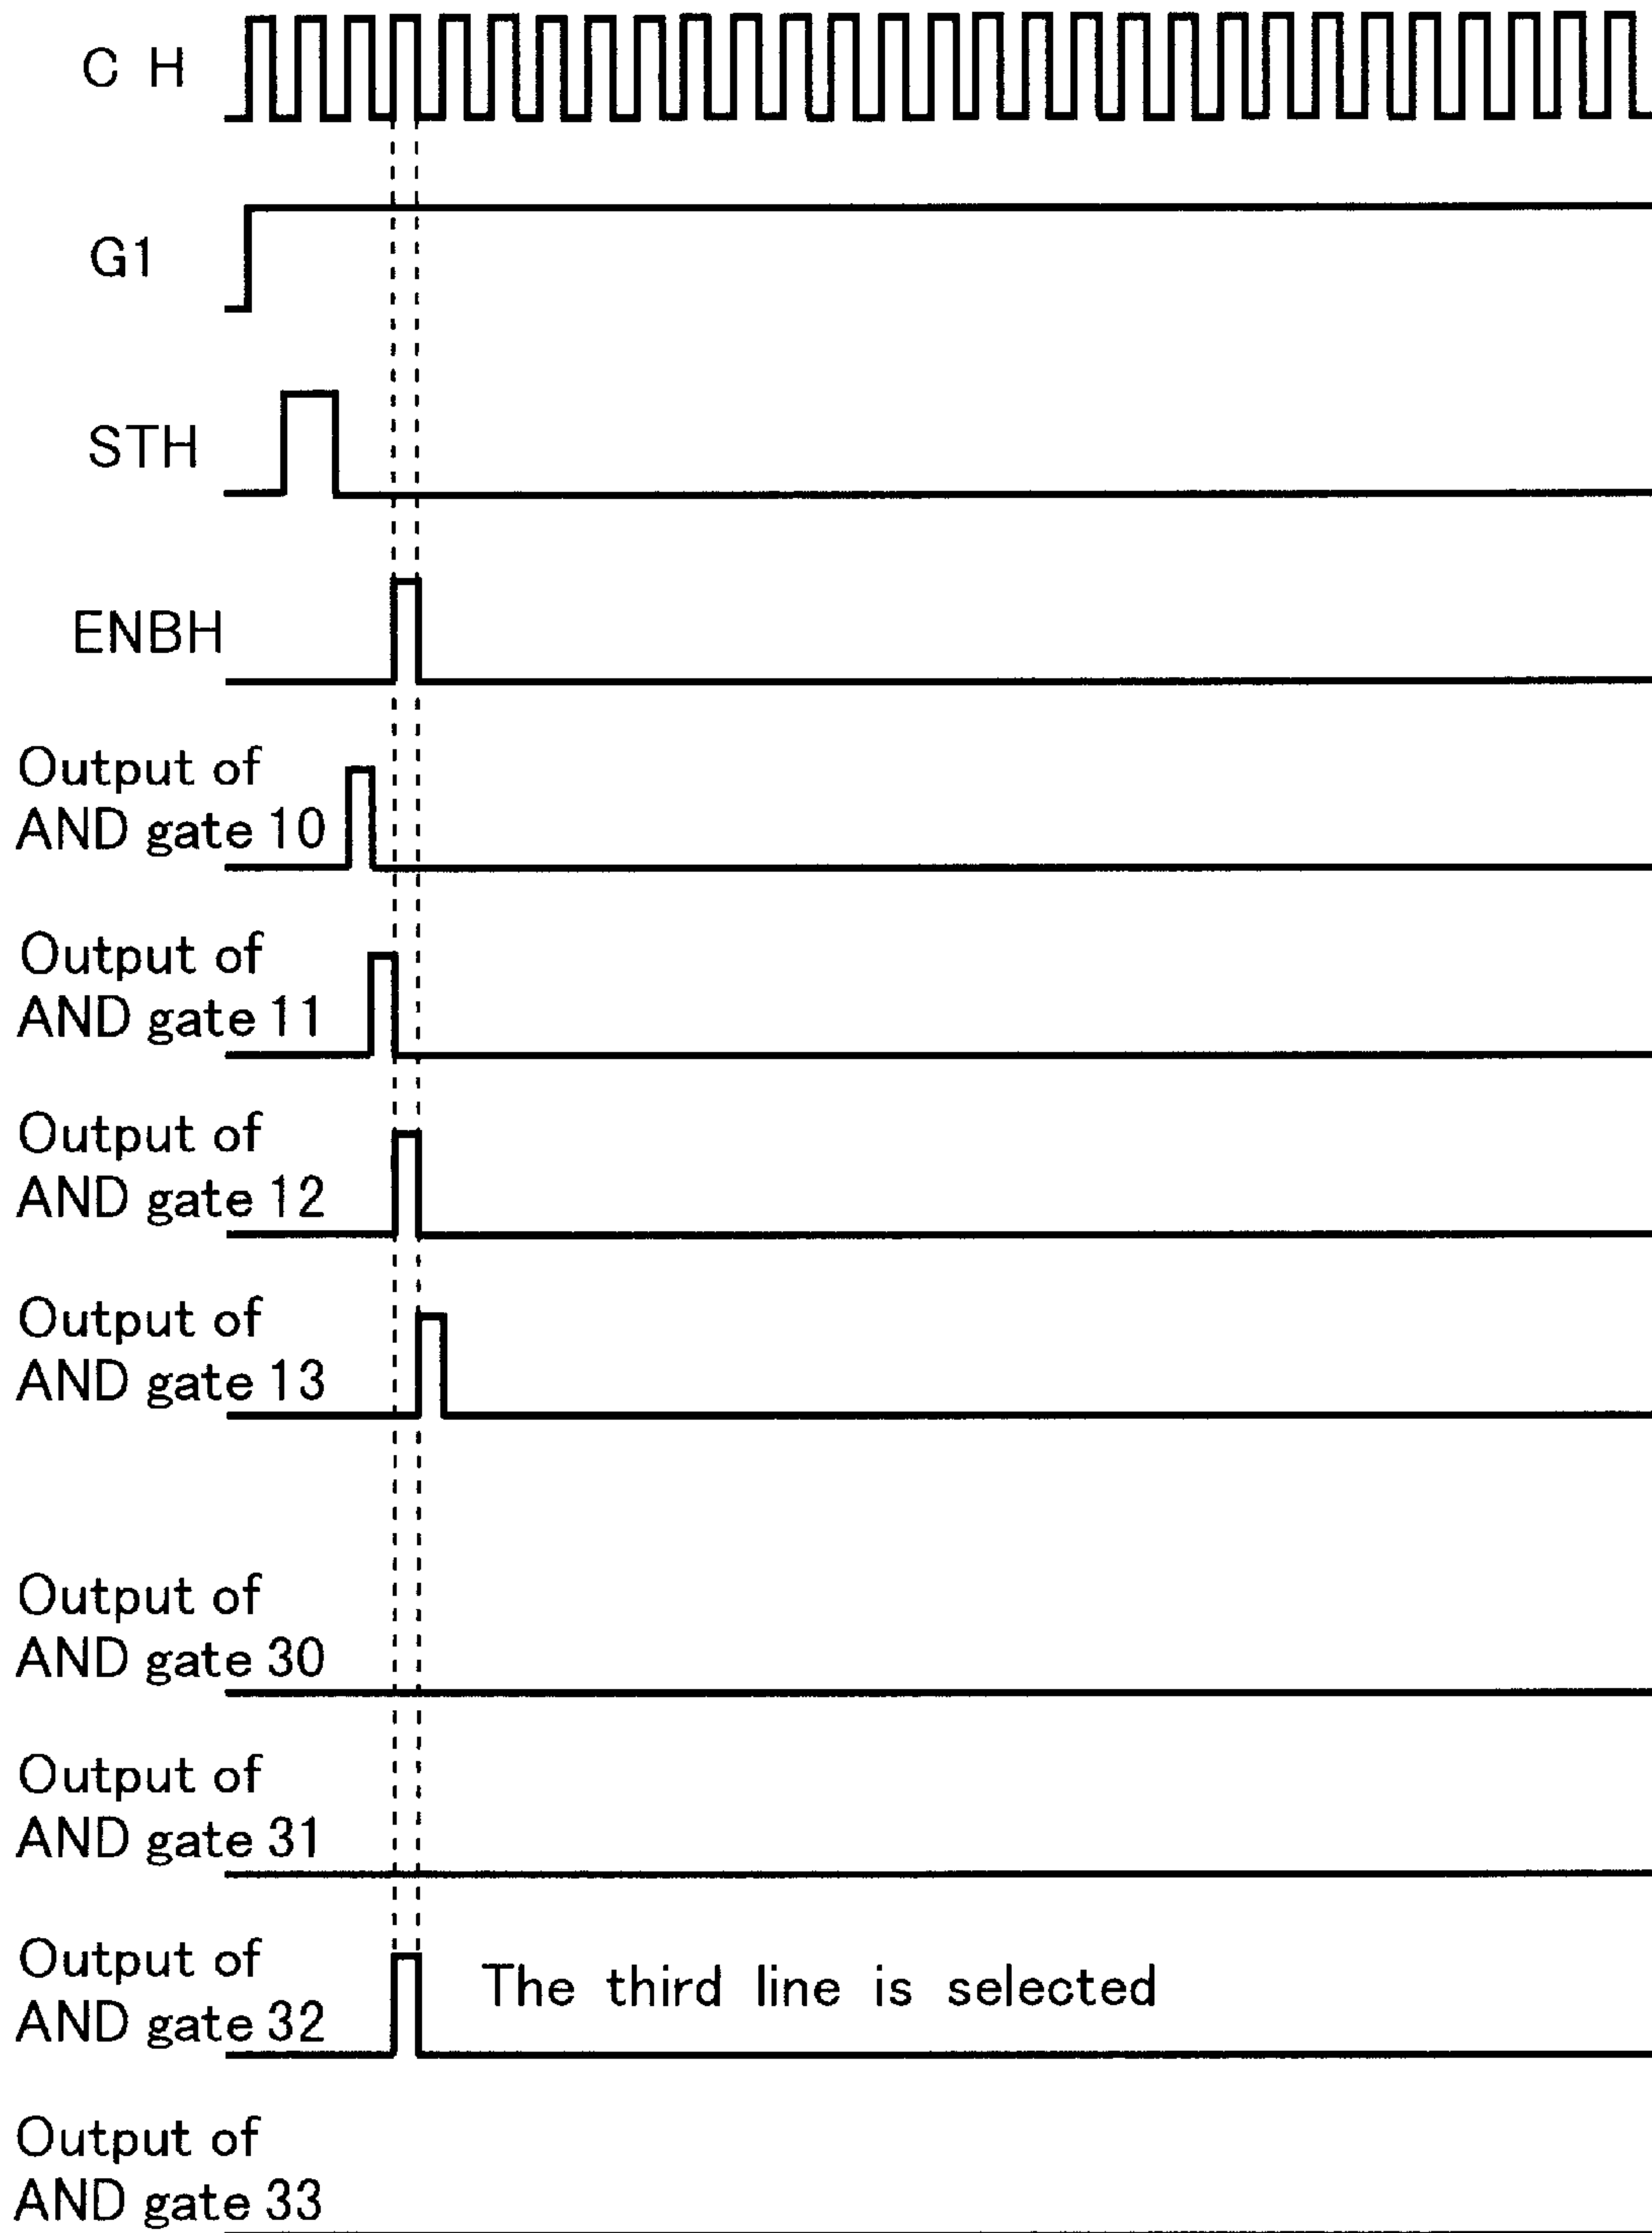 C H
G1
STH
ENBH
Output of
AND gate 10
Output of
AND gate 11
Output of
AND gate 12
Output of
AND gate 13
Output of
AND gate 30
Output of
AND gate 31
Output of
AND gate 32
The third line is selected
Output of
AND gate 33